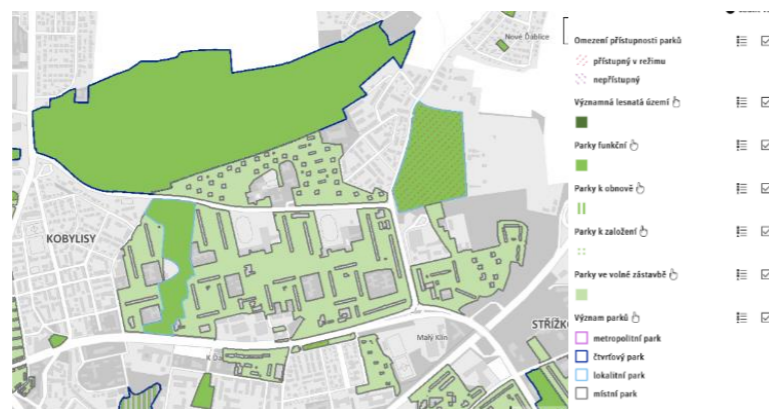 Nové Ďáblice
KOBYLISY
Malý Klín
STŘÍŽKO
Omezení přístupnosti parků
přístupný v režimu
nepřístupný
Významná lesnatá území
Parky funkční
Parky k obnově
Parky k založení
Parky ve volné zástavbě
Význam parků
metropolitní park
čtvrťový park
lokalitní park
místní park